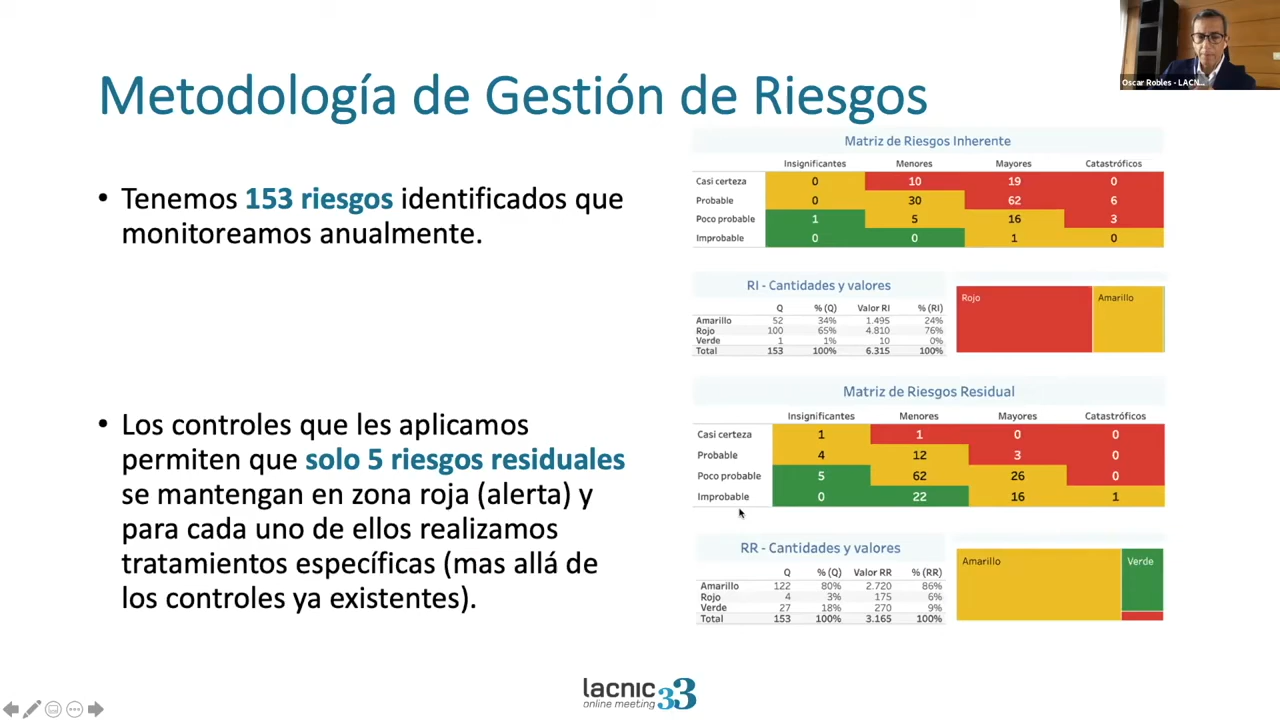 Oscar Robles - LACN...
Metodología de Gestión de Riesgos
• Tenemos 153 riesgos identificados que
monitoreamos anualmente.
• Los controles que les aplicamos
permiten que solo 5 riesgos residuales
se mantengan en zona roja (alerta) y
para cada uno de ellos realizamos
tratamientos específicas (mas allá de
los controles ya existentes).
Matriz de Riesgos Inherente
Insignificantes Menores Mayores Catastróficos
Casi certeza 0 10 19 0
Probable 0 30 62 6
Poco probable 1 5 16 3
Improbable 0 0 1 0
RI - Cantidades y valores
Q % (Q) Valor RI % (RI)
Amarillo 52 34% 1.495 24%
Rojo 100 65% 4.810 76%
Verde 1 1% 10 0%
Total 153 100% 6.315 100%
Rojo Amarillo
Matriz de Riesgos Residual
Insignificantes Menores Mayores Catastróficos
Casi certeza 1 1 0 0
Probable 4 12 3 0
Poco probable 5 62 26 0
Improbable 0 22 16 1
RR - Cantidades y valores
Q % (Q) Valor RR % (RR)
Amarillo 122 80% 2.720 86%
Rojo 4 3% 175 6%
Verde 27 18% 270 9%
Total 153 100% 3.165 100%
Amarillo Verde
lacnic 33
online meeting